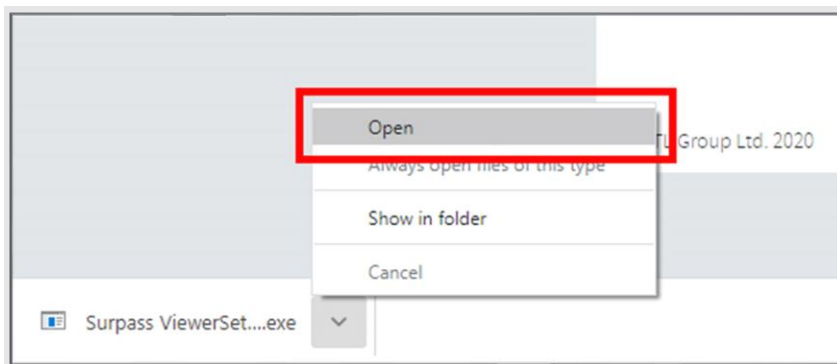 Open
TL Group Ltd. 2020
Always open files of this type
Show in folder
Cancel
Surpass ViewerSet....exe